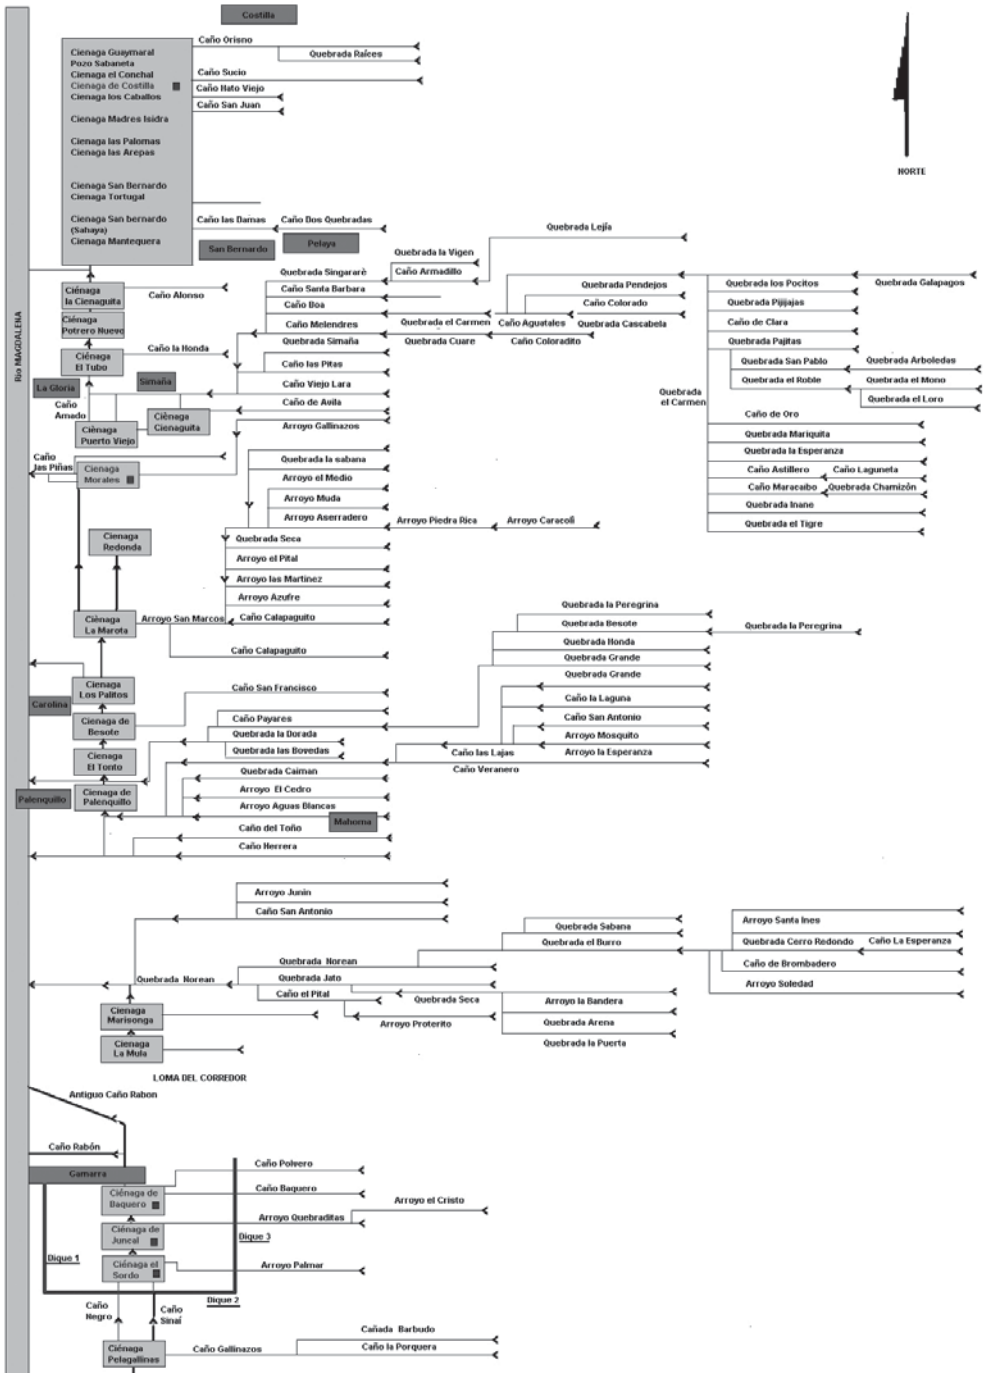 Costilla
Caño Orisno
Quebrada Raíces
Cienaga Guaymaral
Pozo Sabaneta
Cienaga el Conchal
Cienaga de Costilla
Cienaga los Caballos
Cienaga Madres Isidra
Cienaga las Palomas
Cienaga las Arepas
Cienaga San Bernardo
Cienaga Tortugal
Cienaga San bernardo
(Sahaya)
Cienaga Mantequera
Caño Sucio
Caño Hato Viejo
Caño San Juan
NORTE
Caño las Damas
Caño Dos Quebradas
San Bernardo
Pelaya
Quebrada Lejía
Quebrada la Vigen
Quebrada Singararè
Caño Armadillo
Caño Santa Barbara
Caño Boa
Caño Melendres
Quebrada el Carmen
Caño Aguatales
Quebrada Pendejos
Caño Colorado
Quebrada Cascabela
Quebrada Simaña
Quebrada Cuare
Caño Coloradito
Quebrada los Pocitos
Quebrada Galapagos
Quebrada Pijijajas
Caño de Clara
Quebrada Pajitas
Quebrada San Pablo
Quebrada Arboledas
Quebrada el Roble
Quebrada el Mono
Quebrada el Loro
Quebrada
el Carmen
Caño de Oro
Quebrada Mariquita
Quebrada la Esperanza
Caño Astillero
Caño Laguneta
Caño Maracaibo
Quebrada Chamizòn
Quebrada Inane
Quebrada el Tigre
Rio MAGDALENA
Ciénaga
la Cienaguita
Caño Alonso
Ciénaga
Potrero Nuevo
Ciénaga
El Tubo
Caño la Honda
La Gloria
Simaña
Caño las Pitas
Caño Viejo Lara
Caño
Amado
Ciènaga
Cienaguita
Caño de Avila
Ciènaga
Puerto Viejo
Arroyo Gallinazos
Caño
las Piñas
Cienaga
Morales
Quebrada la sabana
Arroyo el Medio
Arroyo Muda
Arroyo Aserradero
Arroyo Piedra Rica
Arroyo Caracolì
Cienaga
Redonda
Quebrada Seca
Arroyo el Pital
Arroyo las Martinez
Arroyo Azufre
Ciènaga
La Marota
Arroyo San Marcos
Caño Calapaguito
Caño Calapaguito
Quebrada la Peregrina
Quebrada Besote
Quebrada la Peregrina
Quebrada Honda
Quebrada Grande
Quebrada Grande
Cienaga
Los Palitos
Caño San Francisco
Carolina
Cienaga de
Besote
Caño Payares
Quebrada la Dorada
Quebrada las Bovedas
Caño la Laguna
Caño San Antonio
Arroyo Mosquito
Caño las Lajas
Arroyo la Esperanza
Caño Veranero
Cienaga
El Tonto
Quebrada Caiman
Palenquillo
Cienaga de
Palenquillo
Arroyo El Cedro
Arroyo Aguas Blancas
Mahoma
Caño del Toño
Caño Herrera
Arroyo Junin
Caño San Antonio
Quebrada Sabana
Quebrada el Burro
Arroyo Santa Ines
Quebrada Cerro Redondo
Caño La Esperanza
Caño de Brombadero
Arroyo Soledad
Quebrada Norean
Quebrada Norean
Quebrada Jato
Caño el Pital
Quebrada Seca
Arroyo la Bandera
Arroyo Proterito
Quebrada Arena
Quebrada la Puerta
Cienaga
Marisonga
Cienaga
La Mula
LOMA DEL CORREDOR
Antiguo Caño Rabon
Caño Rabón
Gamarra
Caño Polvero
Ciénaga de
Baquero
Caño Baquero
Arroyo el Cristo
Arroyo Quebraditas
Ciénaga de
Juncal
Dique 3
Dique 1
Ciénaga el
Sordo
Arroyo Palmar
Dique 2
Caño
Negro
Caño
Sinaí
Cañada Barbudo
Ciénaga
Pelagallinas
Caño Gallinazos
Caño la Porquera